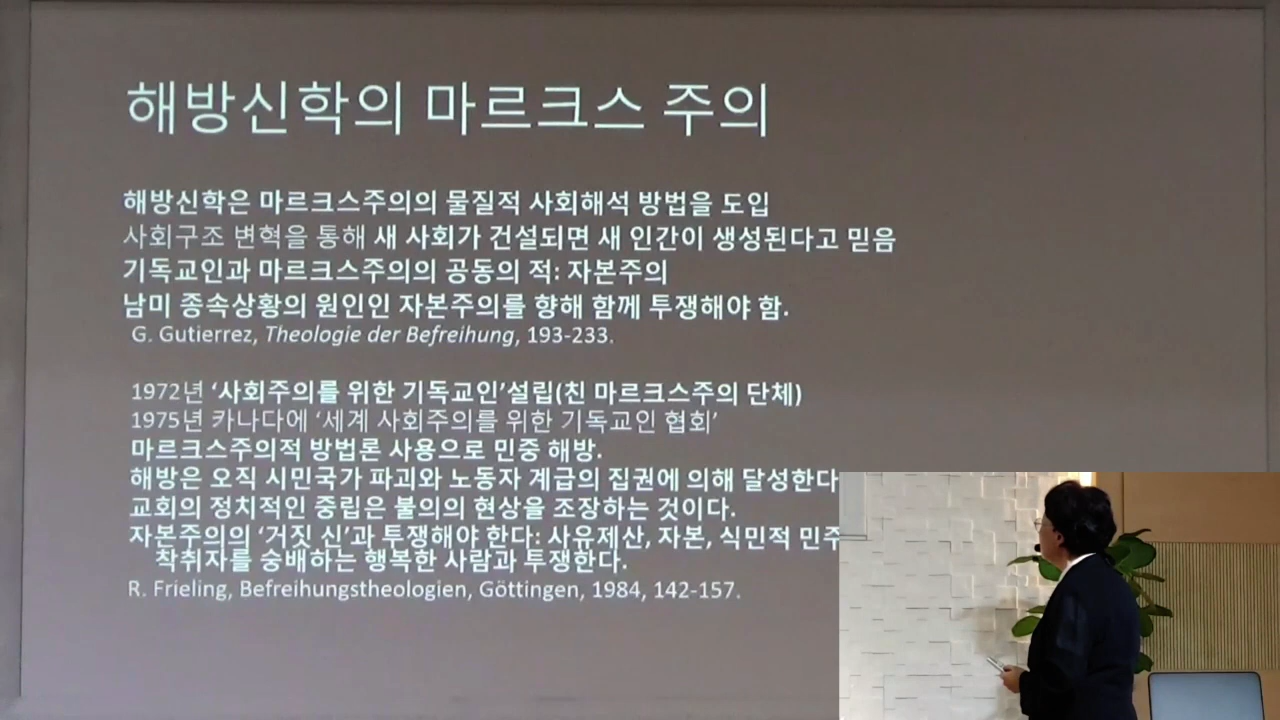 해방신학의 마르크스 주의
해방신학은 마르크스주의의 물질적 사회해석 방법을 도입
사회구조 변혁을 통해 새 사회가 건설되면 새 인간이 생성된다고 믿음
기독교인과 마르크스주의의 공동의 적: 자본주의
남미 종속상황의 원인인 자본주의를 향해 함께 투쟁해야 함.
G. Gutierrez, Theologie der Befreihung, 193-233.
1972년 ‘사회주의를 위한 기독교인’설립(친 마르크스주의 단체)
1975년 카나다에 ‘세계 사회주의를 위한 기독교인 협회’
마르크스주의적 방법론 사용으로 민중 해방.
해방은 오직 시민국가 파괴와 노동자 계급의 집권에 의해 달성한다
교회의 정치적인 중립은 불의의 현상을 조장하는 것이다.
자본주의의 ‘거짓 신’과 투쟁해야 한다: 사유제산, 자본, 식민적 민주
착취자를 숭배하는 행복한 사람과 투쟁한다.
R. Frieling, Befreihungstheologien, Göttingen, 1984, 142-157.